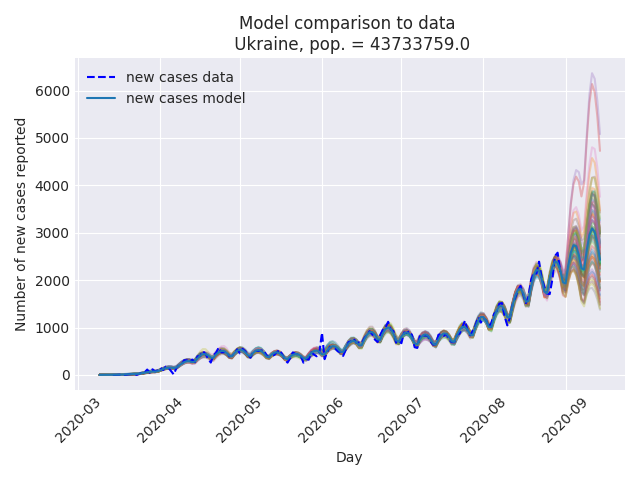 Model comparison to data
Ukraine, pop. = 43733759.0
new cases data
new cases model
Number of new cases reported
6000
5000
4000
3000
2000
1000
0
2020-03
2020-04
2020-05
2020-06
2020-07
2020-08
2020-09
Day